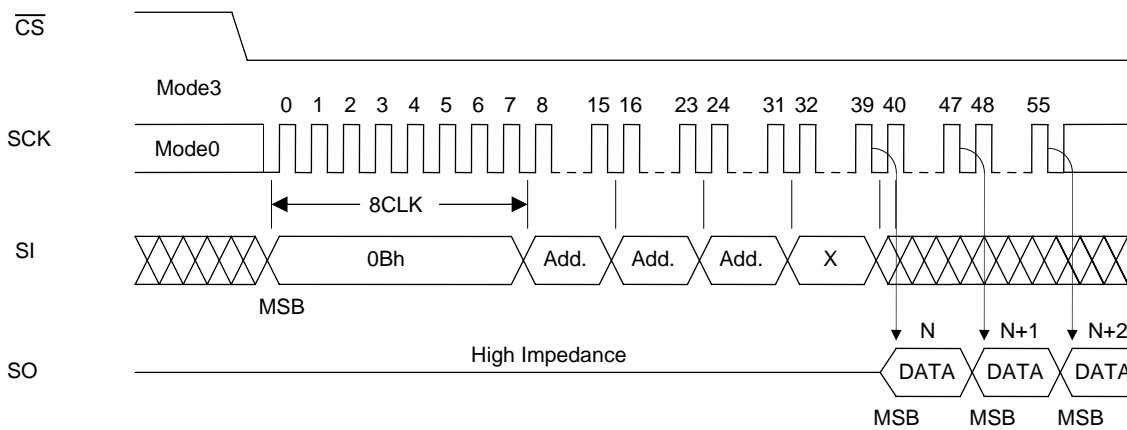 CS
Mode3
0 1 2 3 4 5 6 7 8 15 16 23 24 31 32 39 40 47 48 55
SCK
Mode0
8CLK
SI
0Bh Add. Add. Add. X
MSB
N N+1 N+2
High Impedance
SO
DATA DATA DATA
MSB MSB MSB